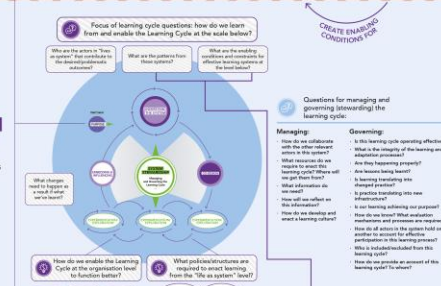 CREATE ENABLING
CONDITIONS FOR
Focus of learning cycle questions: how do we learn
from and enable the Learning Cycle at the scale below?
Who are the actors in "lives
as system" that contribute to
the desired/problematic
outcomes?
What are the patterns from
these systems?
What are the enabling
conditions and constraints for
effective learning systems at
the level below?
What changes
need to happen as
a result if what
we've learnt?
How do we enable the Learning
Cycle at the organisation level
to function better?
What policies/structures are
required to enact learning
from the "life as system" level?
Questions for managing and
governing (stewarding) the
learning cycle:
Managing:
How do we collaborate
with the other relevant
actors in this system?
What resources do we
require to enact this
learning cycle? Where will
we get them from?
What information do
we need?
How will we reflect on
this information?
How do we develop and
enact a learning culture?
Governing:
Is this learning cycle operating effective
What is the integrity of the learning an
adaptation processes?
Are they happening properly?
Are lessons being learnt?
Is learning translating into
changed practice?
Is practice translating into new
infrastructure?
Is our learning achieving our purpose?
How do we know? What evaluation
mechanisms and processes are require
How do all actors in the system hold on
another to account for effective
participation in this learning process?
Who is included/excluded from this
learning cycle?
How do we provide an account of this
learning cycle? To whom?